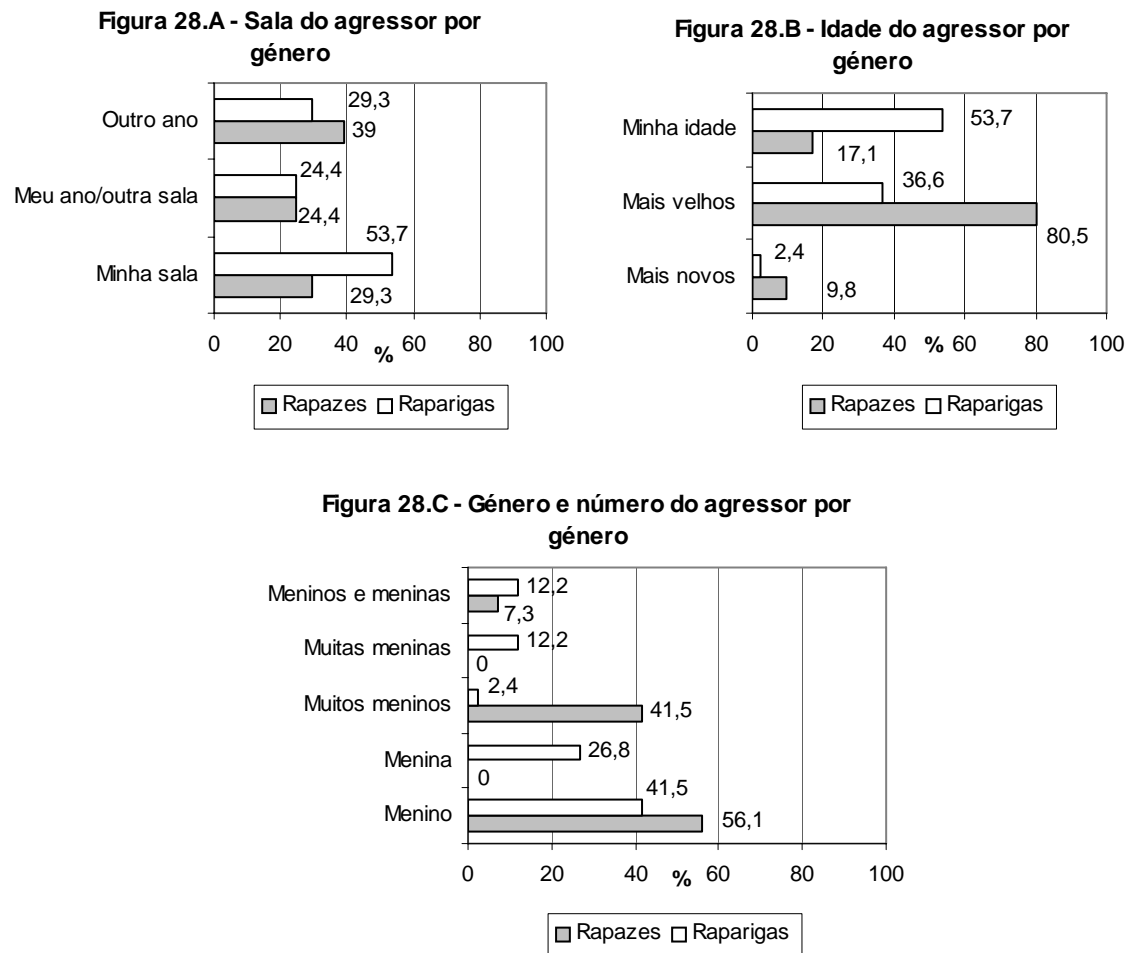 Figura 28.A - Sala do agressor por
género
Outro ano
29,3
39
Meu ano/outra sala
24,4
24,4
Minha sala
53,7
29,3
0 20 40 60 80 100
%
Rapazes Raparigas
Figura 28.B - Idade do agressor por
género
Minha idade
53,7
17,1
Mais velhos
36,6
80,5
Mais novos
2,4
9,8
0 20 40 60 80 100
%
Rapazes Raparigas
Figura 28.C - Género e número do agressor por
género
Meninos e meninas
12,2
7,3
Muitas meninas
12,2
0
Muitos meninos
2,4
41,5
Menina
26,8
0
Menino
41,5
56,1
0 20 40 60 80 100
%
Rapazes Raparigas